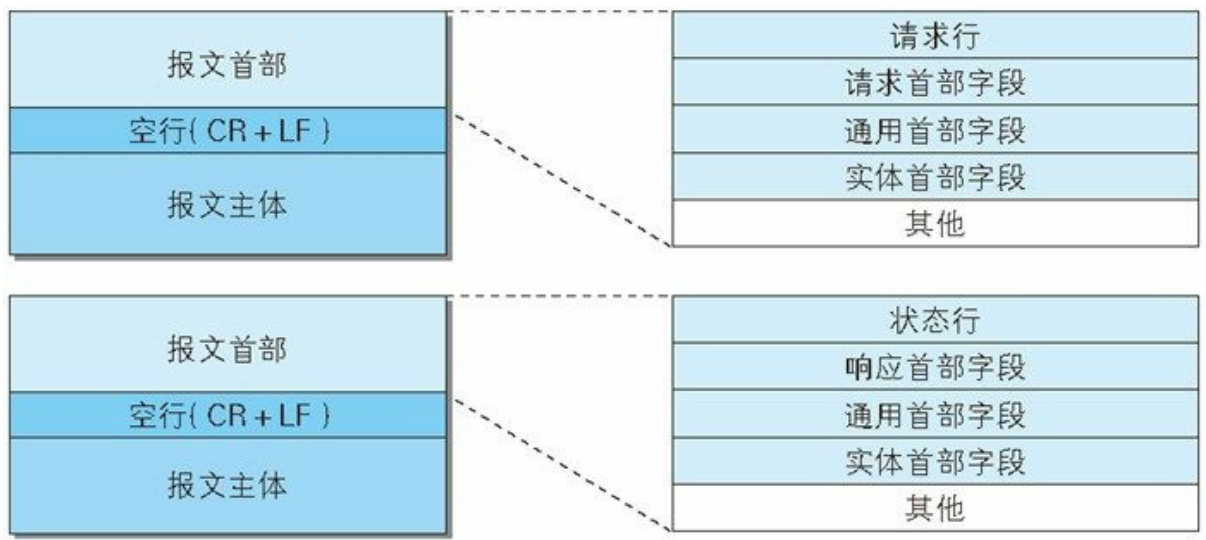 报文首部
空行(CR+LF)
报文主体
请求行
请求首部字段
通用首部字段
实体首部字段
其他
报文首部
空行(CR+LF)
报文主体
状态行
响应首部字段
通用首部字段
实体首部字段
其他